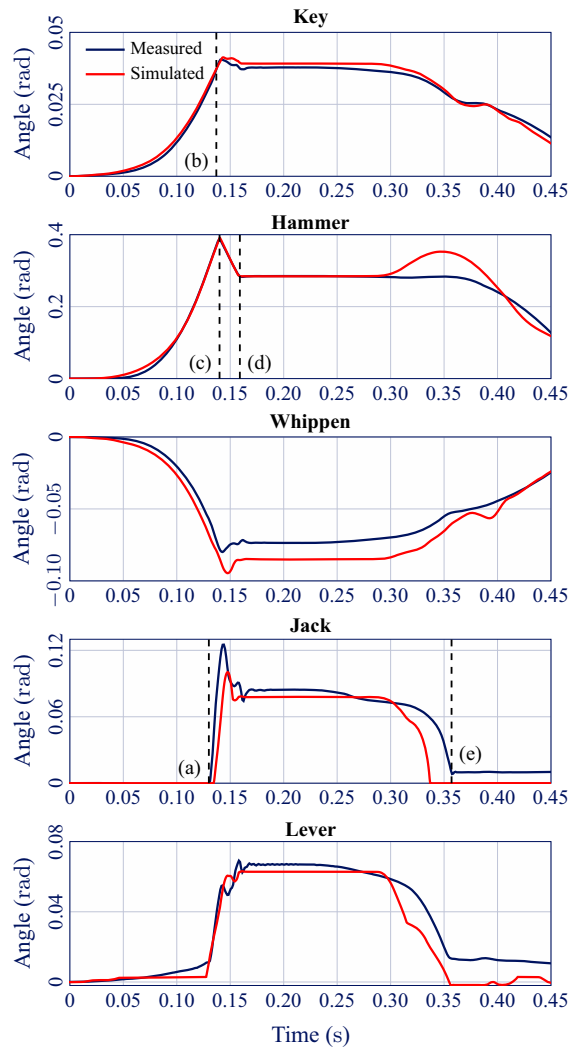 Key
Angle (rad)
0.05
0.025
0
Measured
Simulated
(b)
0 0.05 0.10 0.15 0.20 0.25 0.30 0.35 0.40 0.45
Hammer
Angle (rad)
0.4
0.2
0
(c) (d)
0 0.05 0.10 0.15 0.20 0.25 0.30 0.35 0.40 0.45
Whippen
Angle (rad)
0
−0.05
−0.10
0.00 0.05 0.10 0.15 0.20 0.25 0.30 0.35 0.40 0.45
Jack
Angle (rad)
0.12
0.06
0
(a) (e)
0.00 0.05 0.10 0.15 0.20 0.25 0.30 0.35 0.40 0.45
Lever
Angle (rad)
0.08
0.04
0
0.00 0.05 0.10 0.15 0.20 0.25 0.30 0.35 0.40 0.45
Time (s)